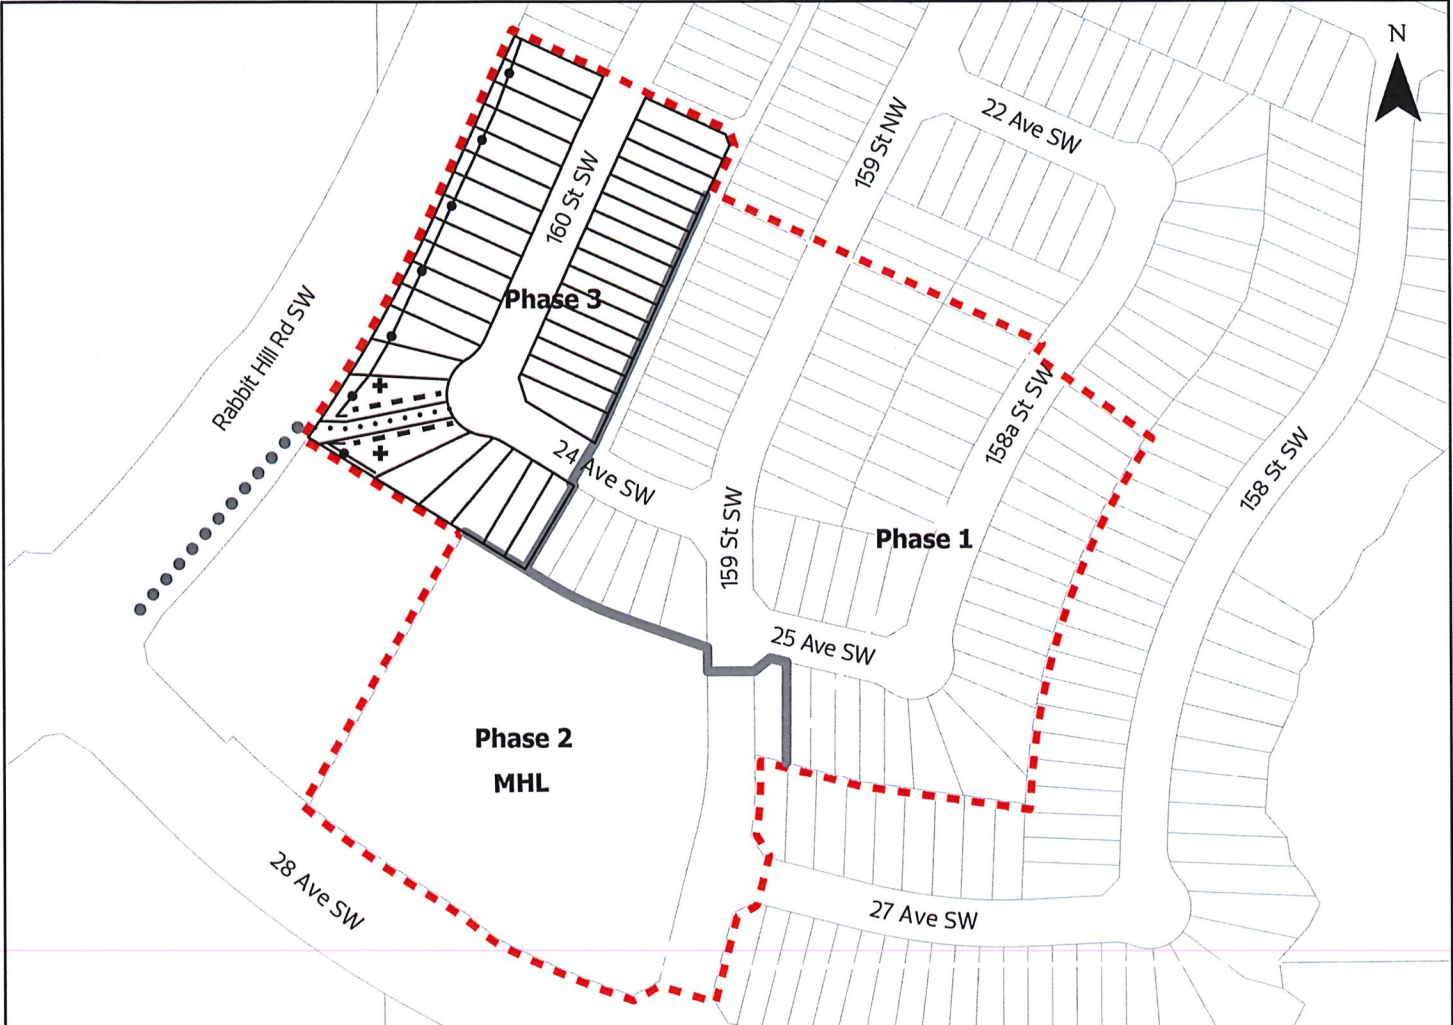 N
22 Ave SW
159 St NW
160 St SW
Phase 3
Rabbit Hill Rd SW
158a St SW
24 Ave SW
158 St SW
159 St SW
Phase 1
25 Ave SW
Phase 2
MHL
28 Ave SW
27 Ave SW